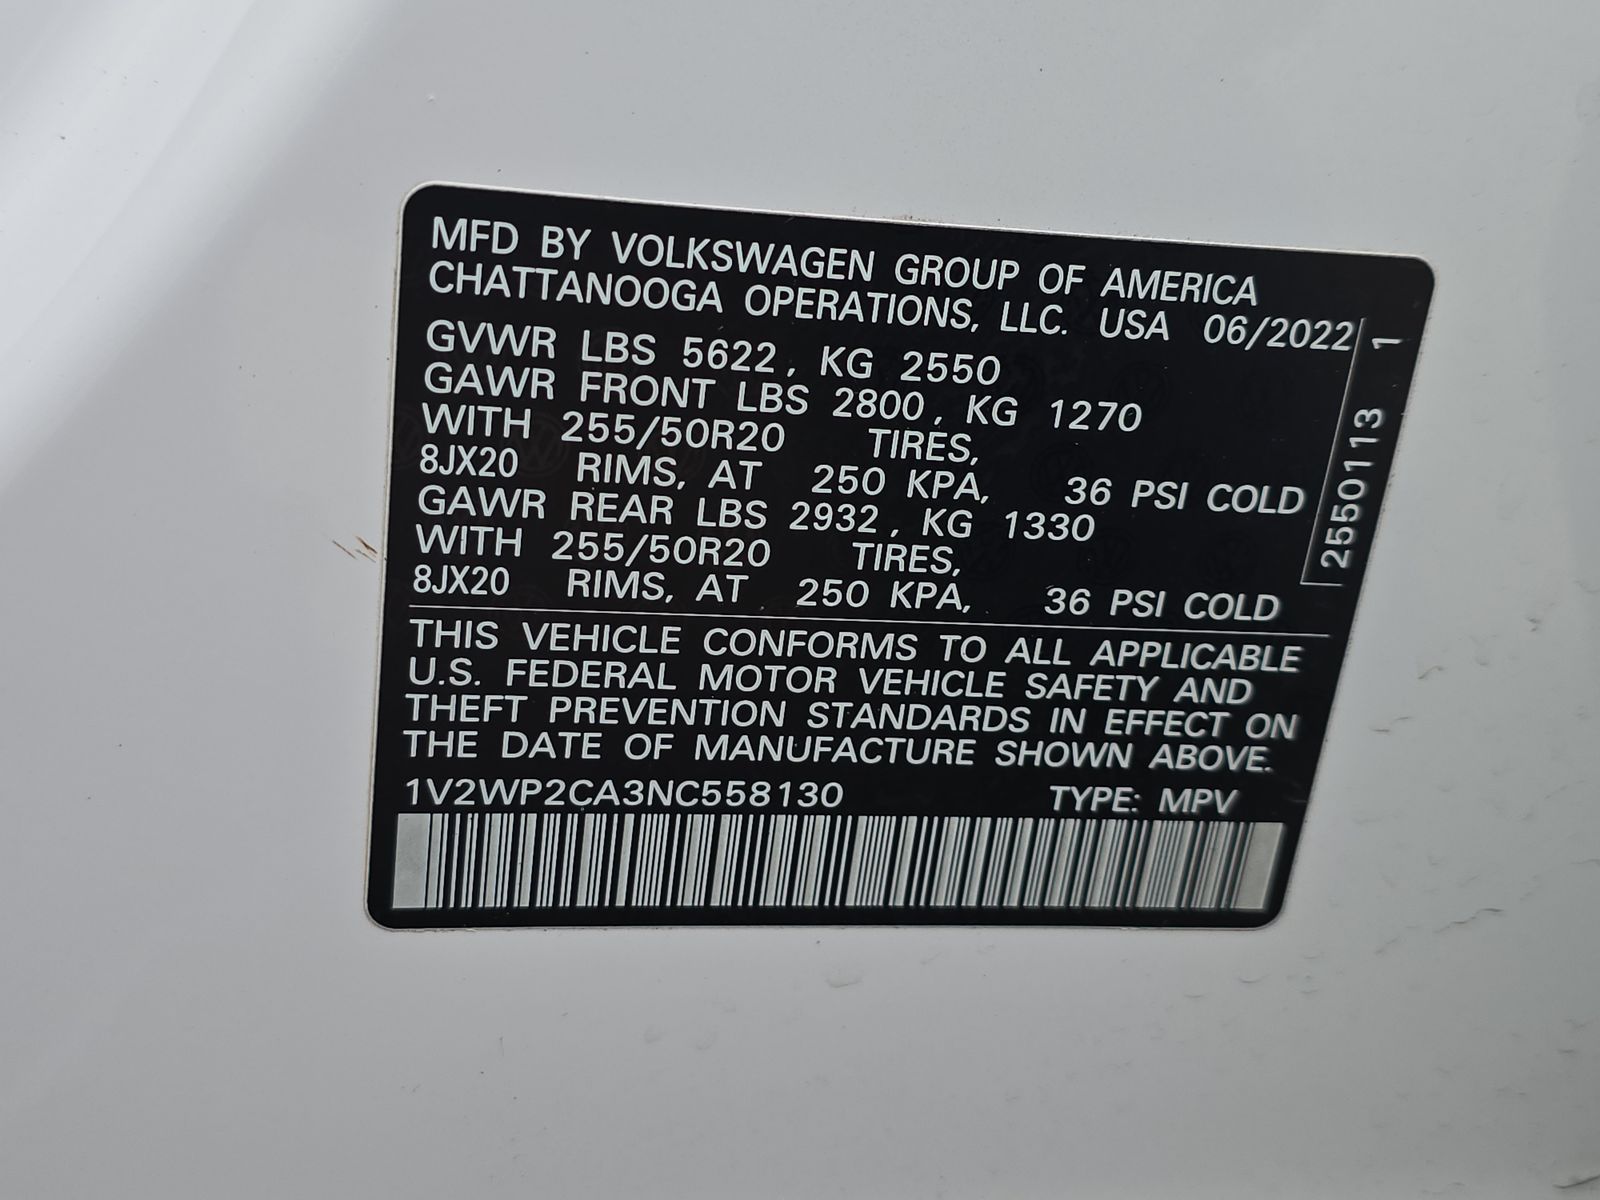 MFD BY VOLKSWAGEN GROUP OF AMERICA
CHATTANOOGA OPERATIONS, LLC. USA 06/2022
GVWR LBS 5622, KG 2550
GAWR FRONT LBS 2800, KG 1270
WITH 255/50R20 TIRES,
8JX20 RIMS, AT 250 KPA, 36 PSI COLD
GAWR REAR LBS 2932, KG 1330
WITH 255/50R20 TIRES,
8JX20 RIMS, AT 250 KPA, 36 PSI COLD
2550113 1
THIS VEHICLE CONFORMS TO ALL APPLICABLE
U.S. FEDERAL MOTOR VEHICLE SAFETY AND
THEFT PREVENTION STANDARDS IN EFFECT ON
THE DATE OF MANUFACTURE SHOWN ABOVE.
1V2WP2CA3NC558130 TYPE: MPV